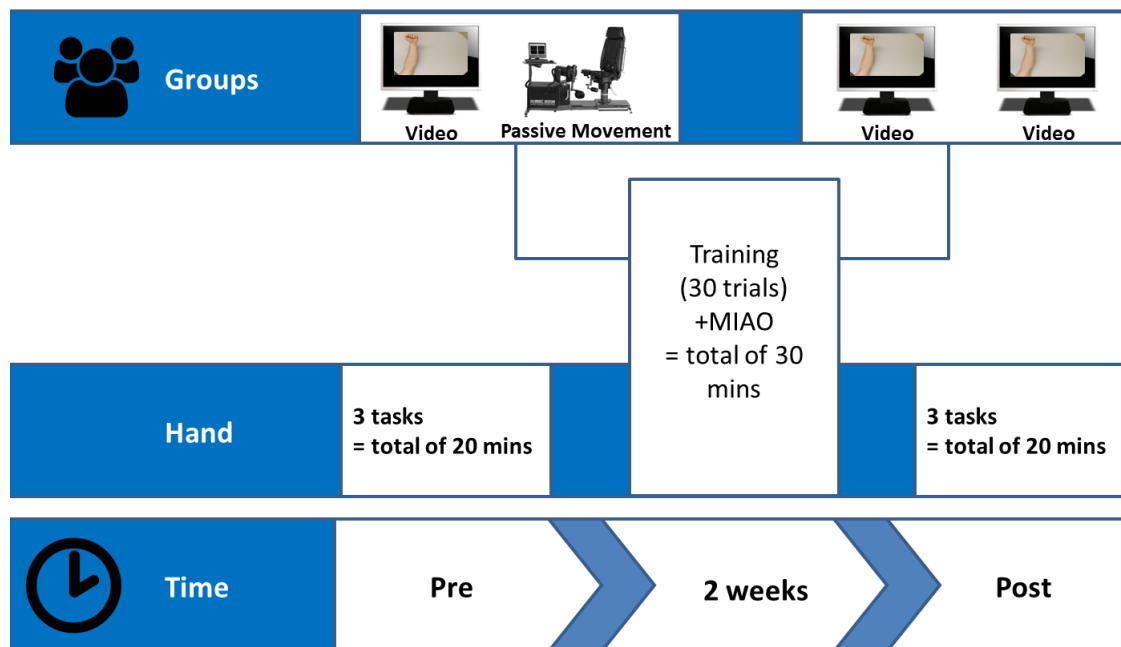 Groups
Video
Passive Movement
Video
Video
Training
(30 trials)
+MIAO
= total of 30
mins
Hand
3 tasks
= total of 20 mins
3 tasks
= total of 20 mins
Time
Pre
2 weeks
Post